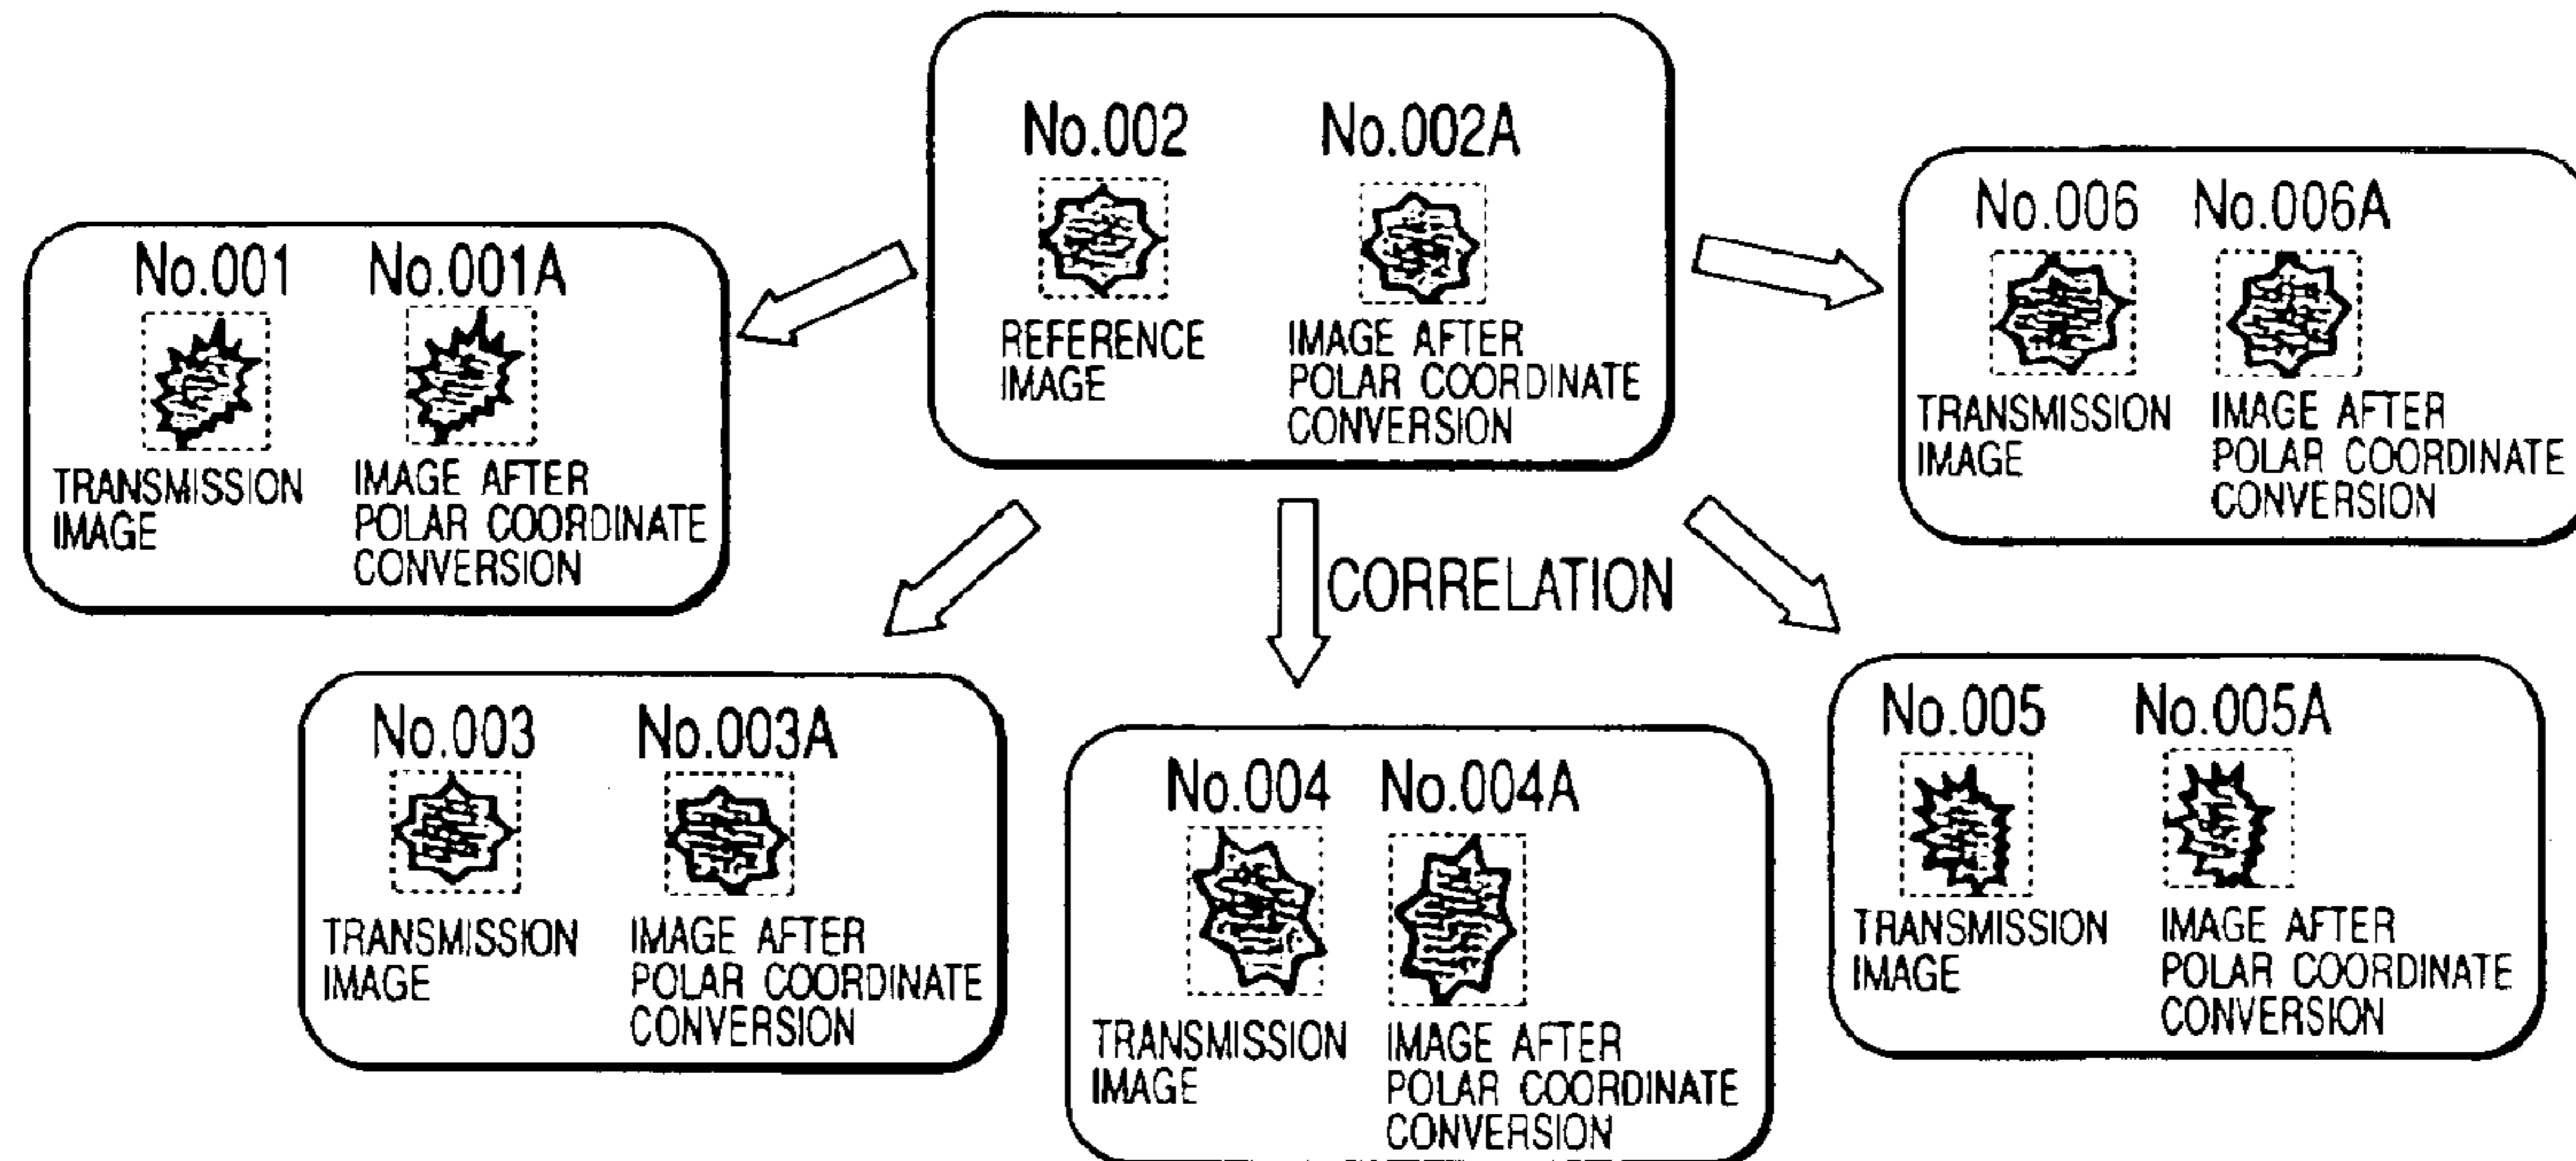 No.002
No.002A
REFERENCE
IMAGE
IMAGE AFTER
POLAR COORDINATE
CONVERSION
No.001
No.001A
TRANSMISSION
IMAGE
IMAGE AFTER
POLAR COORDINATE
CONVERSION
No.006
No.006A
TRANSMISSION
IMAGE
IMAGE AFTER
POLAR COORDINATE
CONVERSION
CORRELATION
No.003
No.003A
TRANSMISSION
IMAGE
IMAGE AFTER
POLAR COORDINATE
CONVERSION
No.004
No.004A
TRANSMISSION
IMAGE
IMAGE AFTER
POLAR COORDINATE
CONVERSION
No.005
No.005A
TRANSMISSION
IMAGE
IMAGE AFTER
POLAR COORDINATE
CONVERSION